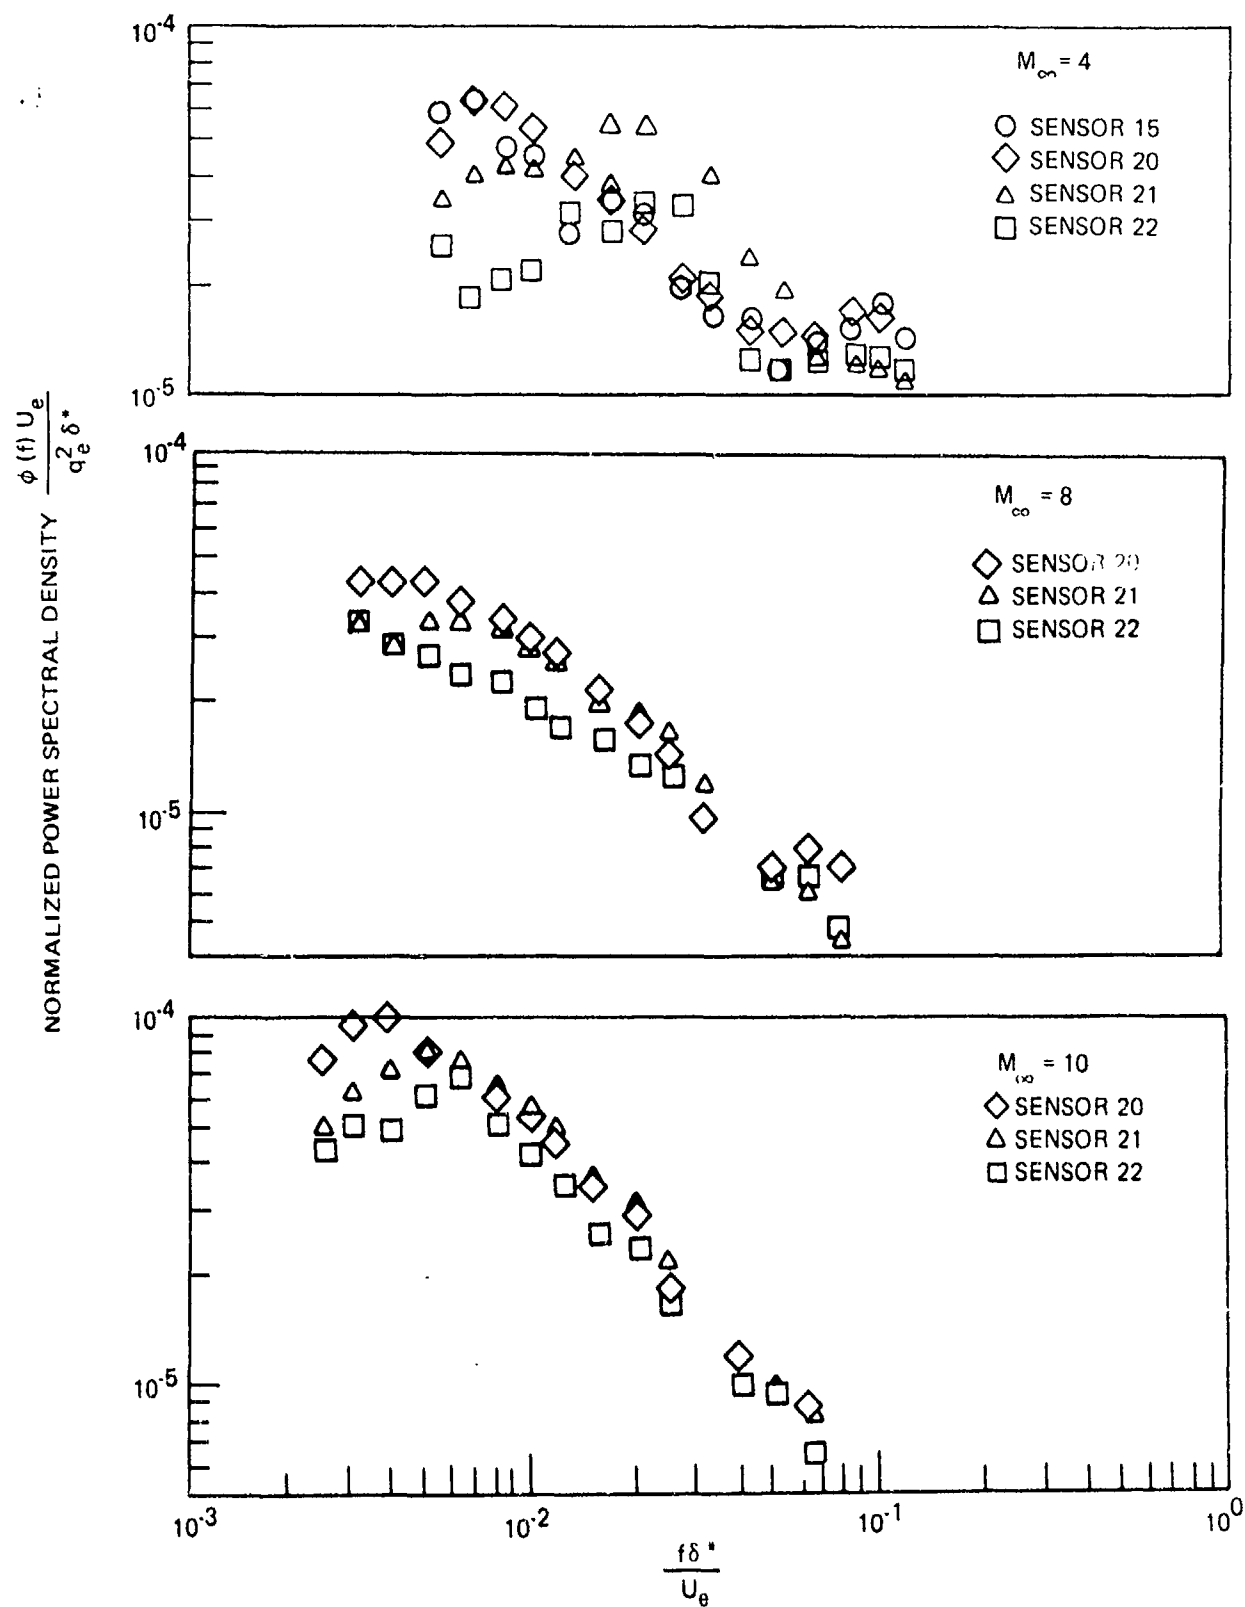 10⁻⁴
M∞ = 4
SENSOR 15
SENSOR 20
SENSOR 21
SENSOR 22
10⁻⁵
NORMALIZED POWER SPECTRAL DENSITY φ (f) Uₑ / qₑ² δ*
10⁻⁴
M∞ = 8
SENSOR 20
SENSOR 21
SENSOR 22
10⁻⁵
10⁻⁴
M∞ = 10
SENSOR 20
SENSOR 21
SENSOR 22
10⁻⁵
10⁻³ 10⁻² 10⁻¹ 10⁰
fδ*
Uₑ